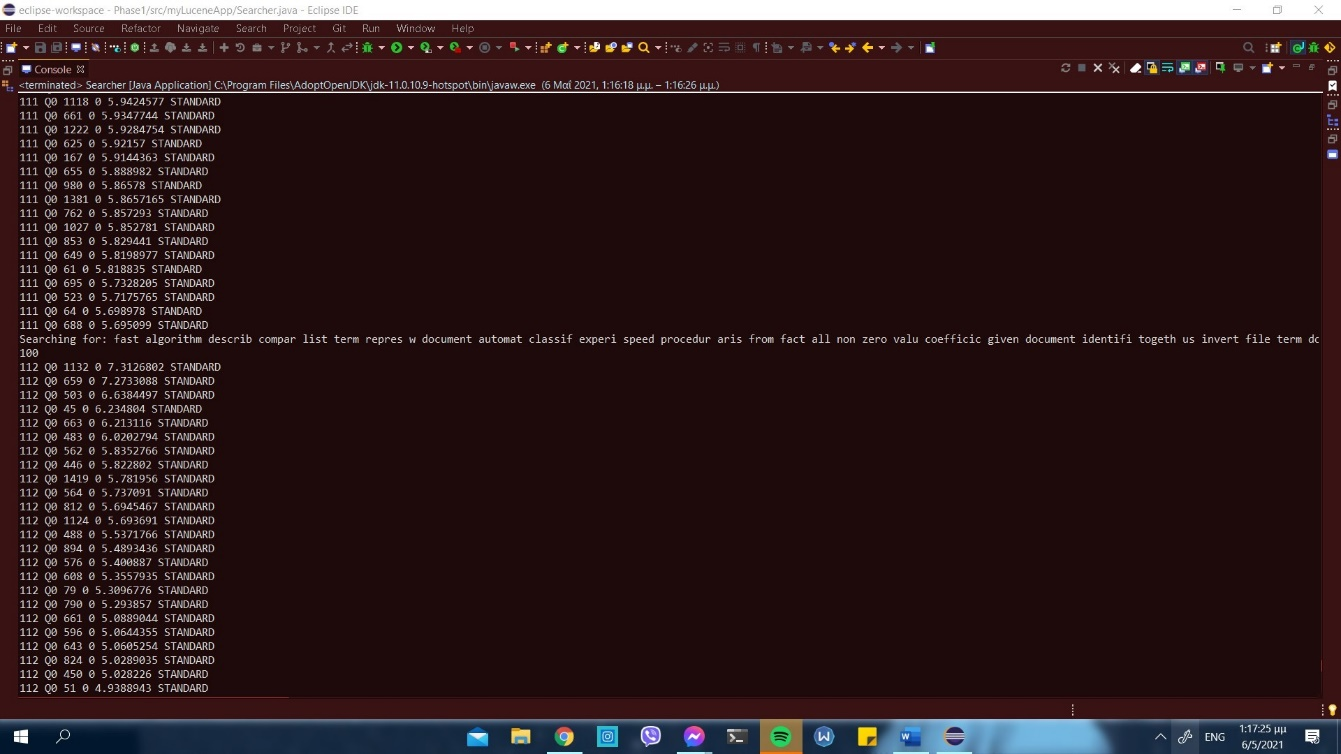 eclipse-workspace - Phase1/src/myLuceneApp/Searcher.java - Eclipse IDE
File Edit Source Refactor Navigate Search Project Git Run Window Help
Console
<terminated> Searcher [Java Application] C:\Program Files\AdoptOpenJDK\jdk-11.0.10.9-hotspot\bin\javaw.exe (6 Μαΐ 2021, 1:16:18 μ.μ. – 1:16:26 μ.μ.)
111 Q0 1118 0 5.9424577 STANDARD
111 Q0 661 0 5.9347744 STANDARD
111 Q0 1222 0 5.9284754 STANDARD
111 Q0 625 0 5.92157 STANDARD
111 Q0 167 0 5.9144363 STANDARD
111 Q0 655 0 5.888982 STANDARD
111 Q0 980 0 5.86578 STANDARD
111 Q0 1381 0 5.8657165 STANDARD
111 Q0 762 0 5.857293 STANDARD
111 Q0 1027 0 5.852781 STANDARD
111 Q0 853 0 5.829441 STANDARD
111 Q0 649 0 5.8198977 STANDARD
111 Q0 61 0 5.818835 STANDARD
111 Q0 695 0 5.7328205 STANDARD
111 Q0 523 0 5.7175765 STANDARD
111 Q0 64 0 5.698978 STANDARD
111 Q0 688 0 5.695099 STANDARD
Searching for: fast algorithm describ compar list term repres w document automat classif experi speed procedur aris from fact all non zero valu coefficic given document identifi togeth us invert file term do
100
112 Q0 1132 0 7.3126802 STANDARD
112 Q0 659 0 7.2733088 STANDARD
112 Q0 503 0 6.6384497 STANDARD
112 Q0 45 0 6.234804 STANDARD
112 Q0 663 0 6.213116 STANDARD
112 Q0 483 0 6.0202794 STANDARD
112 Q0 562 0 5.8352766 STANDARD
112 Q0 446 0 5.822802 STANDARD
112 Q0 1419 0 5.781956 STANDARD
112 Q0 564 0 5.737091 STANDARD
112 Q0 812 0 5.6945467 STANDARD
112 Q0 1124 0 5.693691 STANDARD
112 Q0 488 0 5.5371766 STANDARD
112 Q0 894 0 5.4893436 STANDARD
112 Q0 576 0 5.400887 STANDARD
112 Q0 608 0 5.3557935 STANDARD
112 Q0 79 0 5.3096776 STANDARD
112 Q0 790 0 5.293857 STANDARD
112 Q0 661 0 5.0889044 STANDARD
112 Q0 596 0 5.0644355 STANDARD
112 Q0 643 0 5.0605254 STANDARD
112 Q0 824 0 5.0289035 STANDARD
112 Q0 450 0 5.028226 STANDARD
112 Q0 51 0 4.9388943 STANDARD
ENG
1:17:25 μμ
6/5/2021